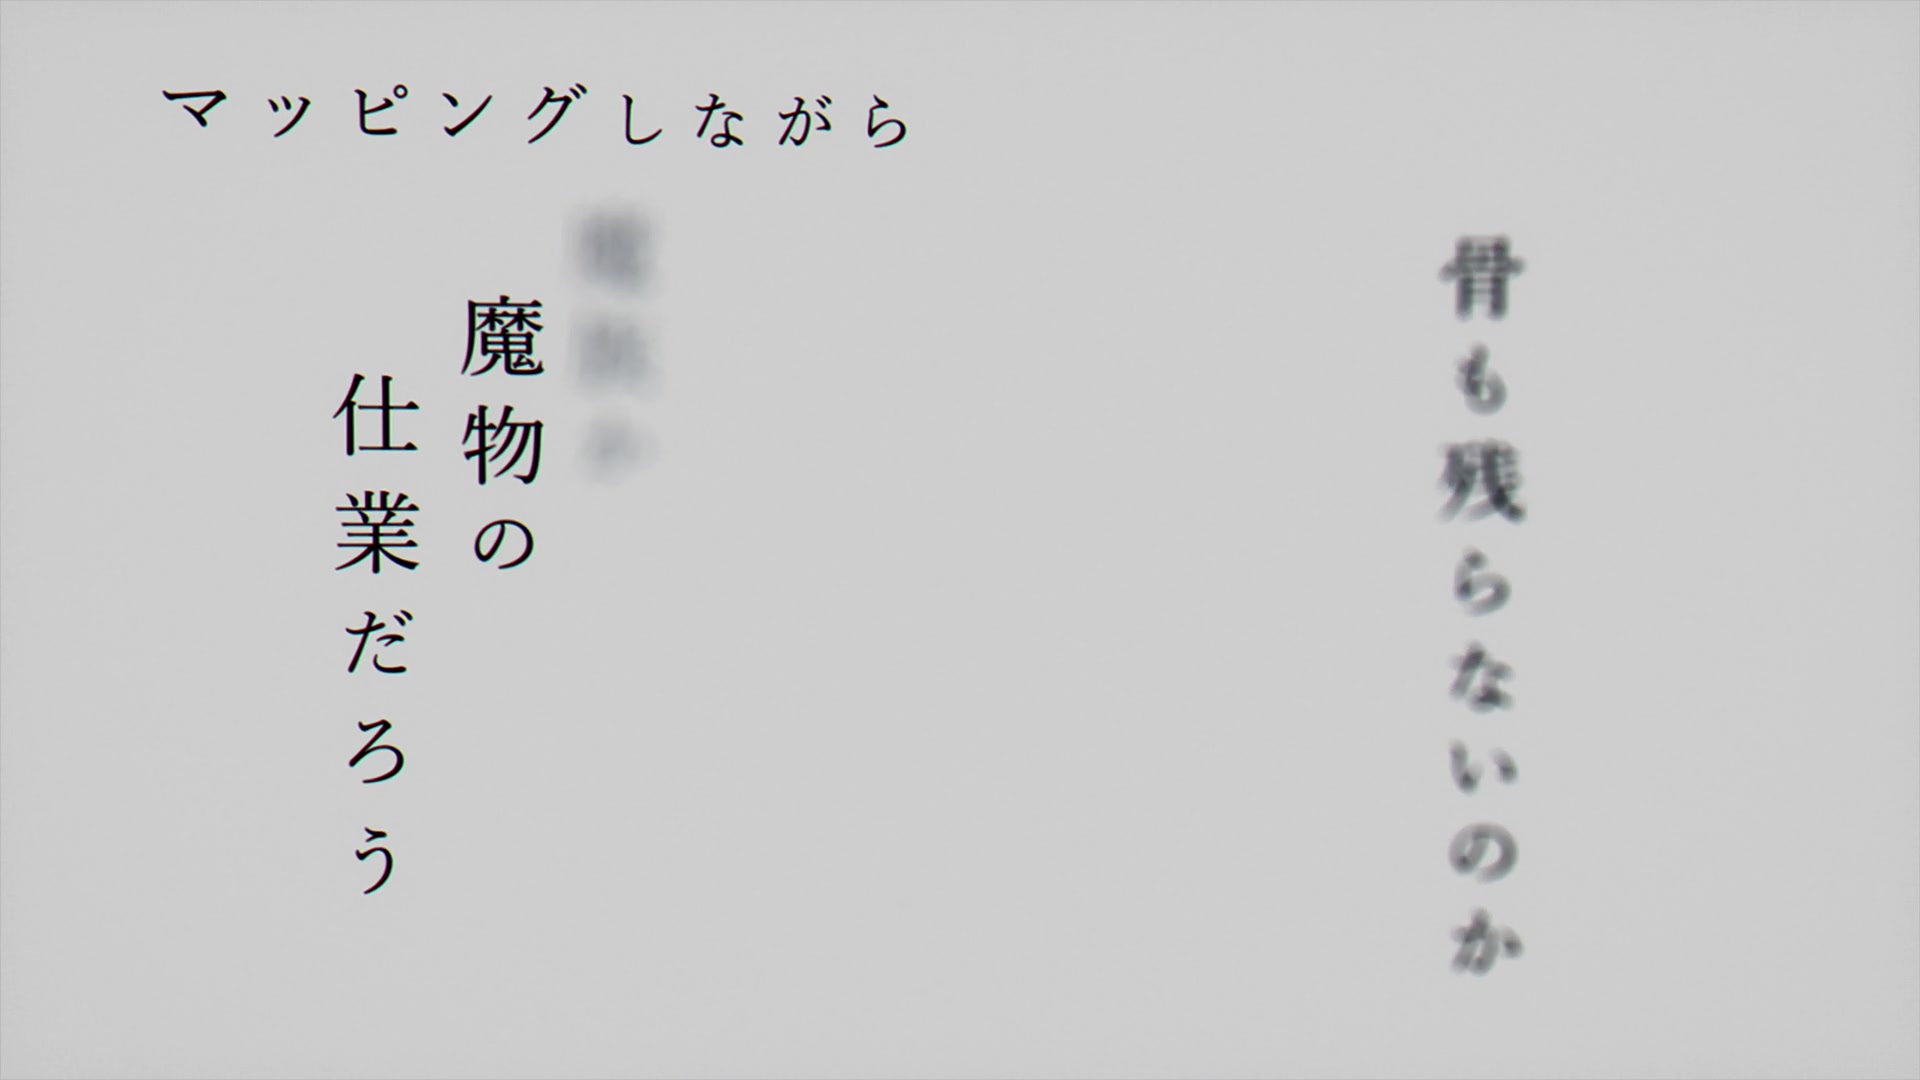 マッピングしながら
骨も残らないのか
魔物の
仕業だろう